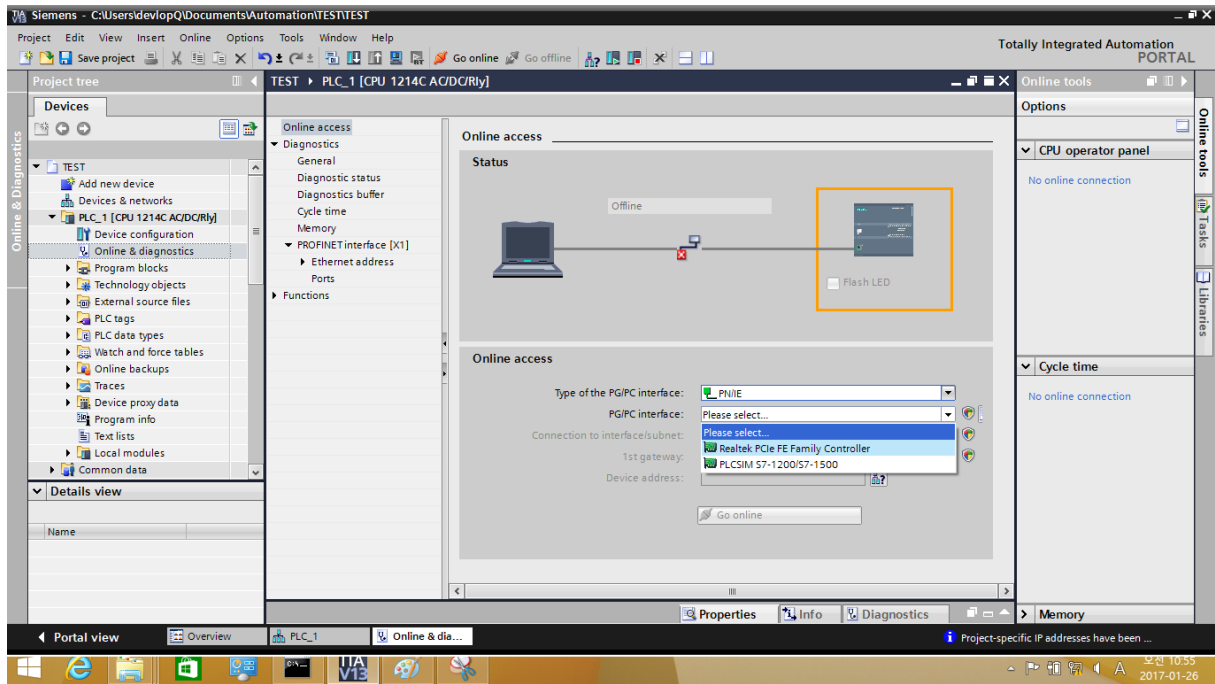 Siemens - C:\Users\devlopQ\Documents\Automation\TEST\TEST
Project Edit View Insert Online Options Tools Window Help
Save project Go online Go offline
Totally Integrated Automation
PORTAL
Project tree
Devices
TEST
Add new device
Devices & networks
PLC_1 [CPU 1214C AC/DC/Rly]
Device configuration
Online & diagnostics
Program blocks
Technology objects
External source files
PLC tags
PLC data types
Watch and force tables
Online backups
Traces
Device proxy data
Program info
Text lists
Local modules
Common data
Details view
Name
Online & Diagnostics
TEST PLC_1 [CPU 1214C AC/DC/Rly]
Online access
Diagnostics
General
Diagnostic status
Diagnostics buffer
Cycle time
Memory
PROFINET interface [X1]
Ethernet address
Ports
Functions
Online access
Status
Offline
Flash LED
Online access
Type of the PG/PC interface: PN/IE
PG/PC interface: Please select...
Connection to interface/subnet: Please select...
Realtek PCIe FE Family Controller
1st gateway: PLCSIM S7-1200/S7-1500
Device address:
Go online
Properties Info Diagnostics
Online tools
Options
CPU operator panel
No online connection
Cycle time
No online connection
Memory
Online tools
Tasks
Libraries
Portal view Overview PLC_1 Online & dia...
Project-specific IP addresses have been ...
TIA
V13
A
오전 10:55
2017-01-26